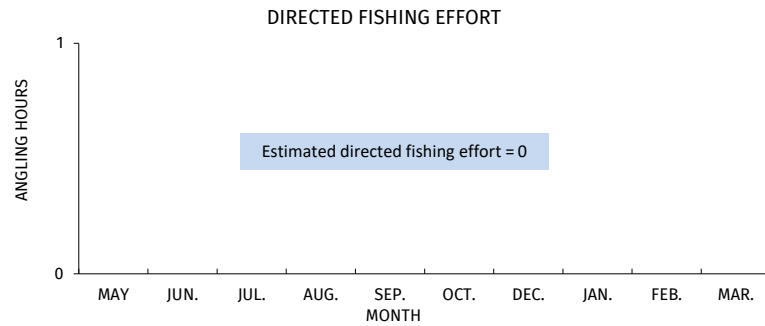 DIRECTED FISHING EFFORT
1
ANGLING HOURS
Estimated directed fishing effort = 0
0
MAY JUN. JUL. AUG. SEP. OCT. DEC. JAN. FEB. MAR.
MONTH